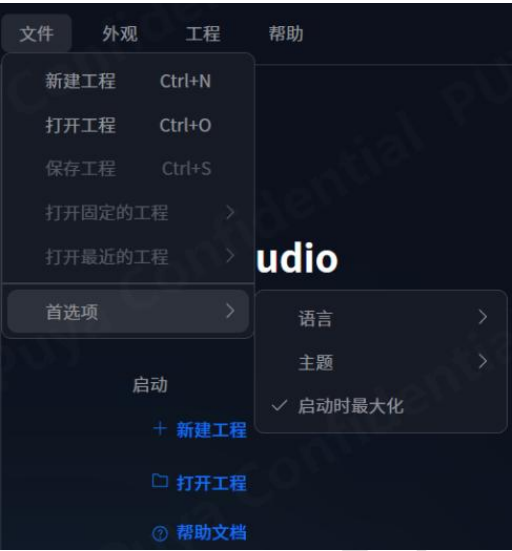 文件 外观 工程 帮助
新建工程 Ctrl+N
打开工程 Ctrl+O
保存工程 Ctrl+S
打开固定的工程
打开最近的工程
udio
首选项
语言
主题
启动时最大化
启动
新建工程
打开工程
帮助文档
Puya Confidential